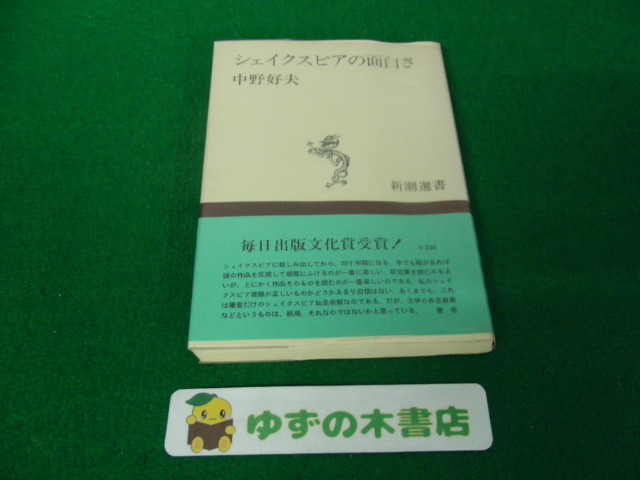 シェイクスピアの面白さ
中野好夫
新潮選書
毎日出版文化賞受賞!
シェイクスピアに親しみ出してから、四十年程になる。今でも暇があれば
彼の作品を反読して感慨にふけるのが一番に楽しい。研究書を読むのもよ
いが、とにかく作品そのものを読むのが一番楽しいのである。私のシェイ
クスピア理解が正しいものかどうかあまり自信はない。あくまでも、これ
は筆者だけのシェイクスピアなのである。だが、文学の
などというものは、結局、それなのではないかと思っている。 著者
ゆずの木書店